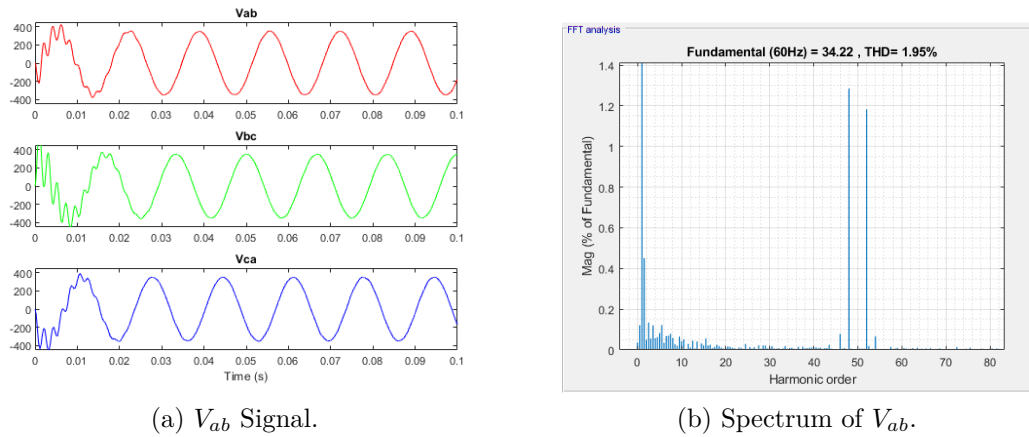 Vab
400
200
0
-200
-400
0 0.01 0.02 0.03 0.04 0.05 0.06 0.07 0.08 0.09 0.1
Vbc
400
200
0
-200
-400
0 0.01 0.02 0.03 0.04 0.05 0.06 0.07 0.08 0.09 0.1
Vca
400
200
0
-200
-400
0 0.01 0.02 0.03 0.04 0.05 0.06 0.07 0.08 0.09 0.1
Time (s)
(a) V_ab Signal.
FFT analysis
Fundamental (60Hz) = 34.22 , THD= 1.95%
Mag (% of Fundamental)
1.4
1.2
1
0.8
0.6
0.4
0.2
0
0 10 20 30 40 50 60 70 80
Harmonic order
(b) Spectrum of V_ab.